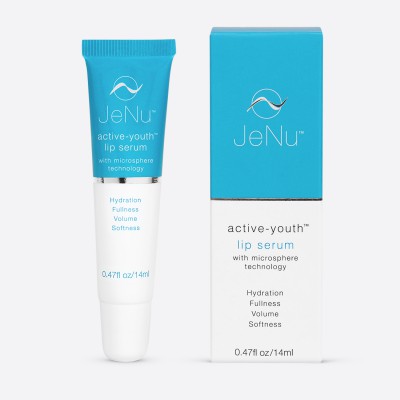 JeNu™
active-youth™
lip serum
with microsphere
technology
Hydration
Fullness
Volume
Softness
0.47fl oz/14ml
JeNu™
active-youth™
lip serum
with microsphere
technology
Hydration
Fullness
Volume
Softness
0.47fl oz/14ml